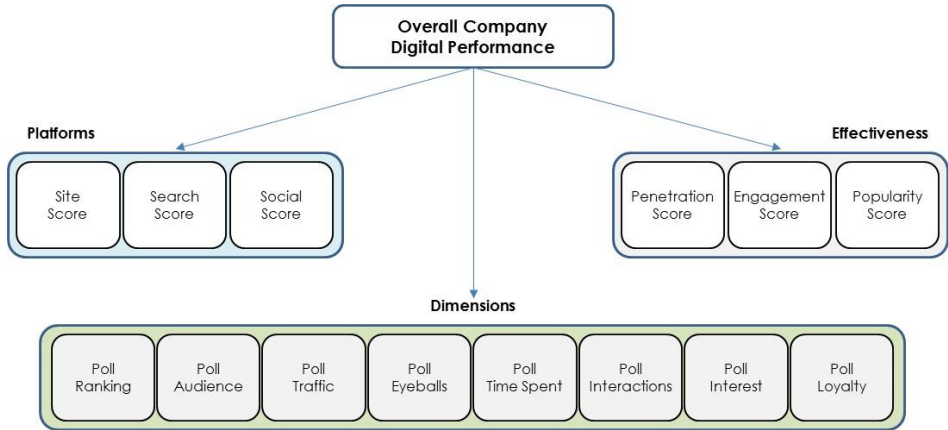 Overall Company
Digital Performance
Platforms
Effectiveness
Site
Score
Search
Score
Social
Score
Penetration
Score
Engagement
Score
Popularity
Score
Dimensions
Poll
Ranking
Poll
Audience
Poll
Traffic
Poll
Eyeballs
Poll
Time Spent
Poll
Interactions
Poll
Interest
Poll
Loyalty